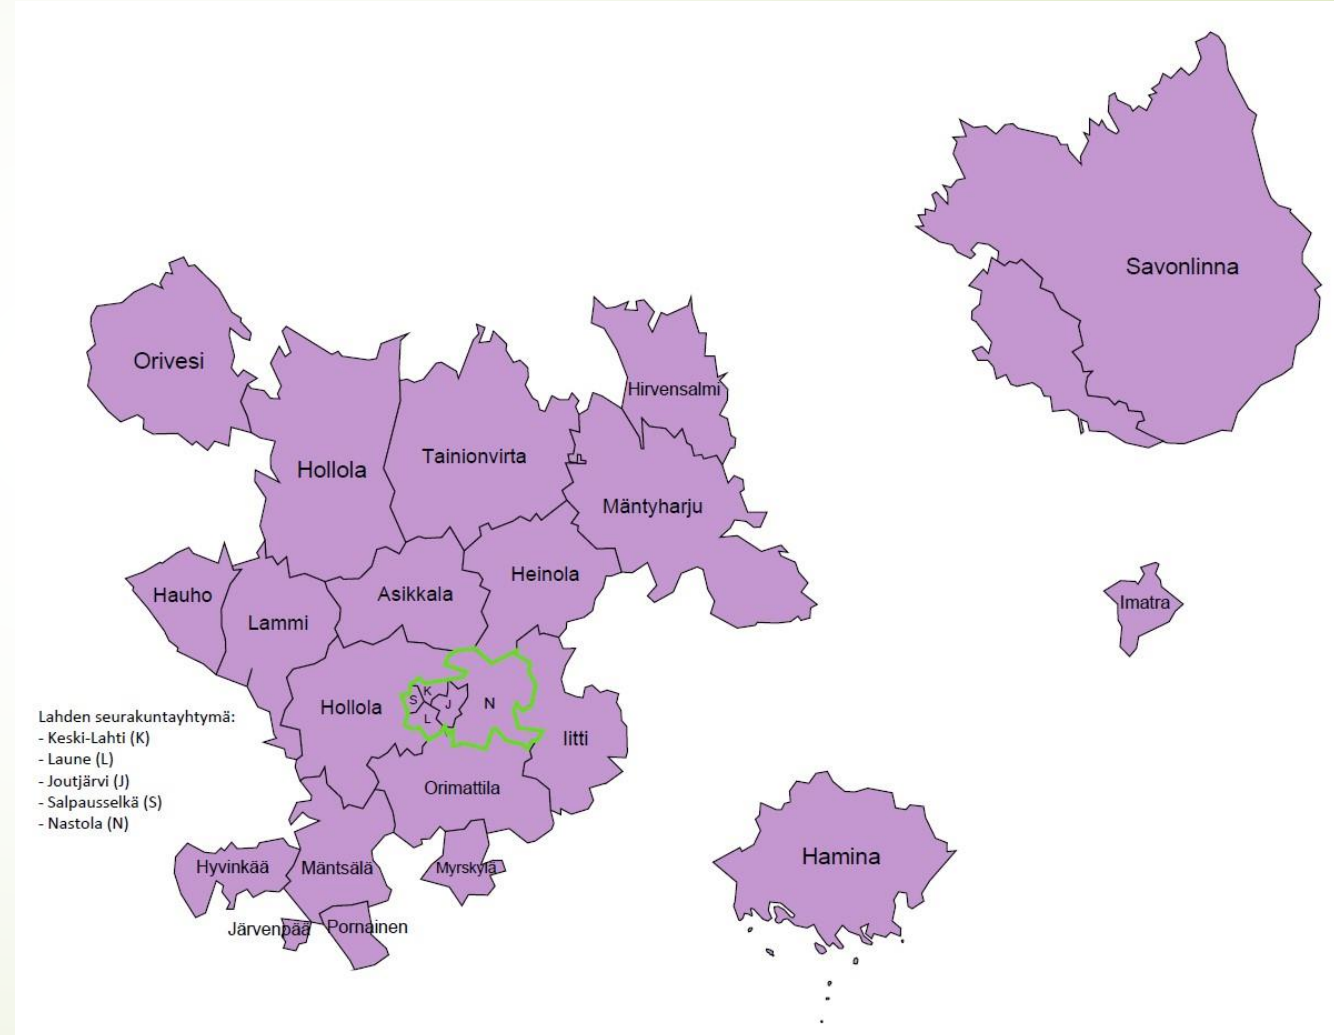 Savonlinna
Orivesi
Hirvensalmi
Tainionvirta
Hollola
Mäntyharju
Heinola
Hauho
Asikkala
Imatra
Lammi
K
S
J
N
Hollola
L
Iitti
Lahden seurakuntayhtymä:
- Keski-Lahti (K)
- Laune (L)
- Joutjärvi (J)
- Salpausselkä (S)
- Nastola (N)
Orimattila
Hamina
Hyvinkää
Mäntsälä
Myrskylä
Järvenpää
Pornainen